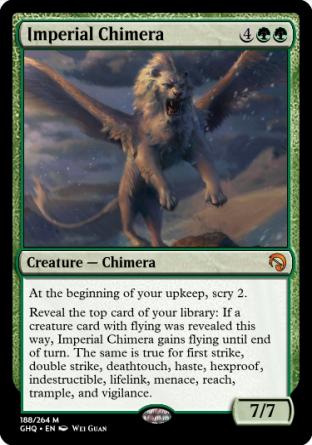 Imperial Chimera 4
Creature — Chimera
At the beginning of your upkeep, scry 2.
Reveal the top card of your library: If a
creature card with flying was revealed this
way, Imperial Chimera gains flying until
end of turn. The same is true for first strike,
double strike, deathtouch, haste, hexproof,
indestructible, lifelink, menace, reach,
trample, and vigilance.
7/7
188/264 M
GHQ • EN Wei Guan